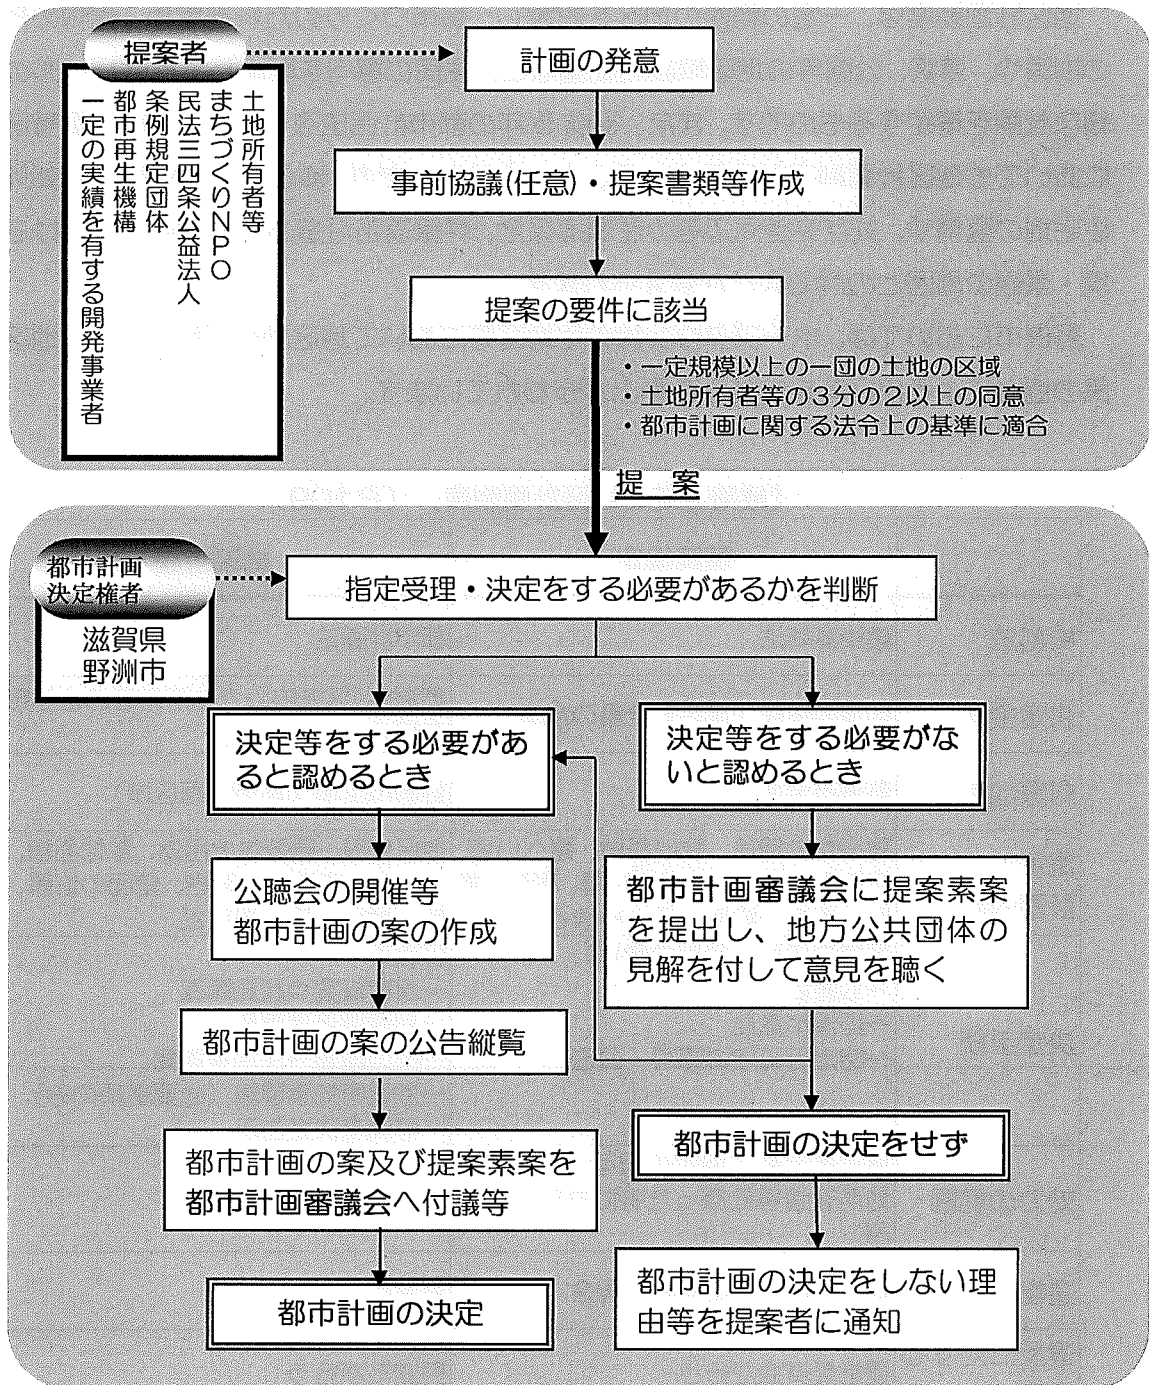 提案者
計画の発意
土地所有者等
まちづくりNPO
民法三四条公益法人
条例規定団体
都市再生機構
一定の実績を有する開発事業者
事前協議(任意)・提案書類等作成
提案の要件に該当
・一定規模以上の一団の土地の区域
・土地所有者等の3分の2以上の同意
・都市計画に関する法令上の基準に適合
提　案
都市計画
決定権者
滋賀県
野洲市
指定受理・決定をする必要があるかを判断
決定等をする必要があ
ると認めるとき
決定等をする必要がな
いと認めるとき
公聴会の開催等
都市計画の案の作成
都市計画審議会に提案素案
を提出し、地方公共団体の
見解を付して意見を聴く
都市計画の案の公告縦覧
都市計画の案及び提案素案を
都市計画審議会へ付議等
都市計画の決定をせず
都市計画の決定
都市計画の決定をしない理
由等を提案者に通知